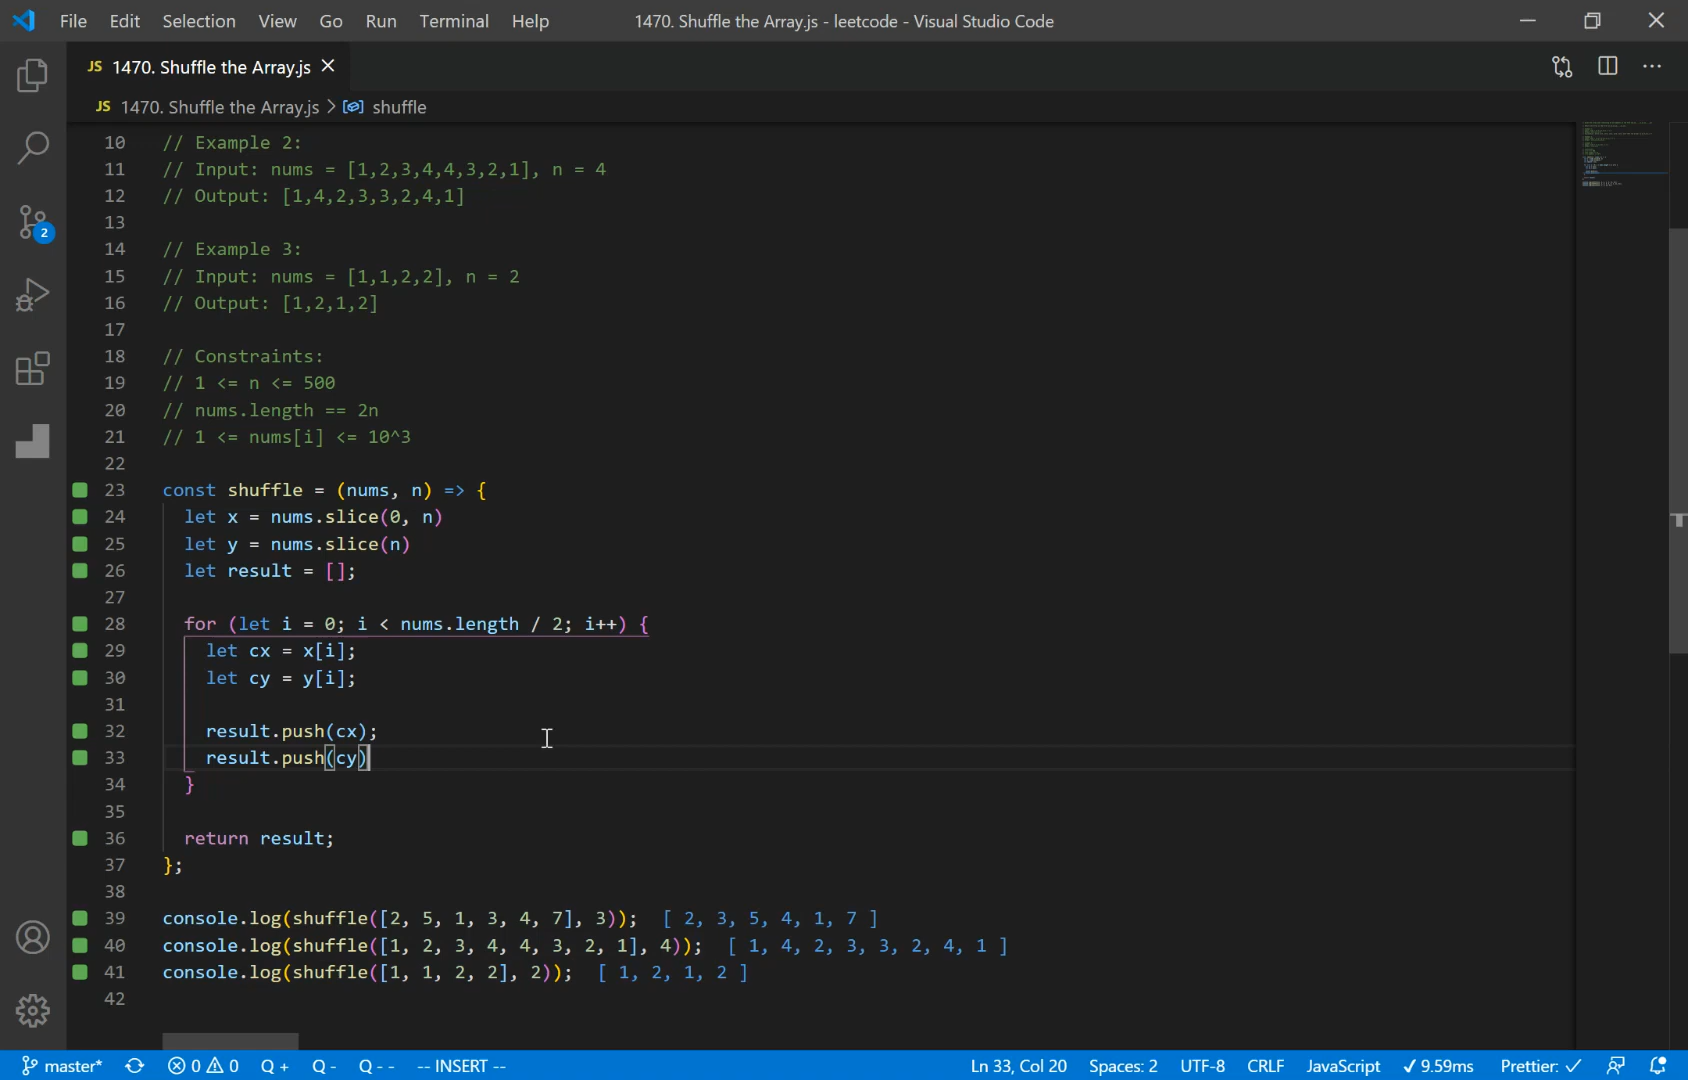 File Edit Selection View Go Run Terminal Help 1470. Shuffle the Array.js - leetcode - Visual Studio Code
JS 1470. Shuffle the Array.js
JS 1470. Shuffle the Array.js > shuffle
10 // Example 2:
11 // Input: nums = [1,2,3,4,4,3,2,1], n = 4
12 // Output: [1,4,2,3,3,2,4,1]
13
14 // Example 3:
15 // Input: nums = [1,1,2,2], n = 2
16 // Output: [1,2,1,2]
17
18 // Constraints:
19 // 1 <= n <= 500
20 // nums.length == 2n
21 // 1 <= nums[i] <= 10^3
22
23 const shuffle = (nums, n) => {
24 let x = nums.slice(0, n)
25 let y = nums.slice(n)
26 let result = [];
27
28 for (let i = 0; i < nums.length / 2; i++) {
29 let cx = x[i];
30 let cy = y[i];
31
32 result.push(cx);
33 result.push(cy)
34 }
35
36 return result;
37 };
38
39 console.log(shuffle([2, 5, 1, 3, 4, 7], 3)); [ 2, 3, 5, 4, 1, 7 ]
40 console.log(shuffle([1, 2, 3, 4, 4, 3, 2, 1], 4)); [ 1, 4, 2, 3, 3, 2, 4, 1 ]
41 console.log(shuffle([1, 1, 2, 2], 2)); [ 1, 2, 1, 2 ]
42
2
master* 0 0 Q + Q - Q - - -- INSERT -- Ln 33, Col 20 Spaces: 2 UTF-8 CRLF JavaScript ✓ 9.59ms Prettier: ✓